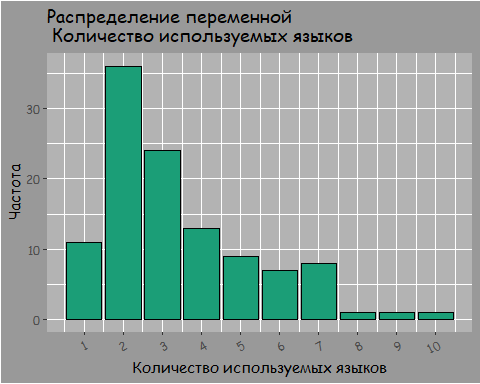 Распределение переменной
Количество используемых языков
Частота
30
20
10
0
1 2 3 4 5 6 7 8 9 10
Количество используемых языков